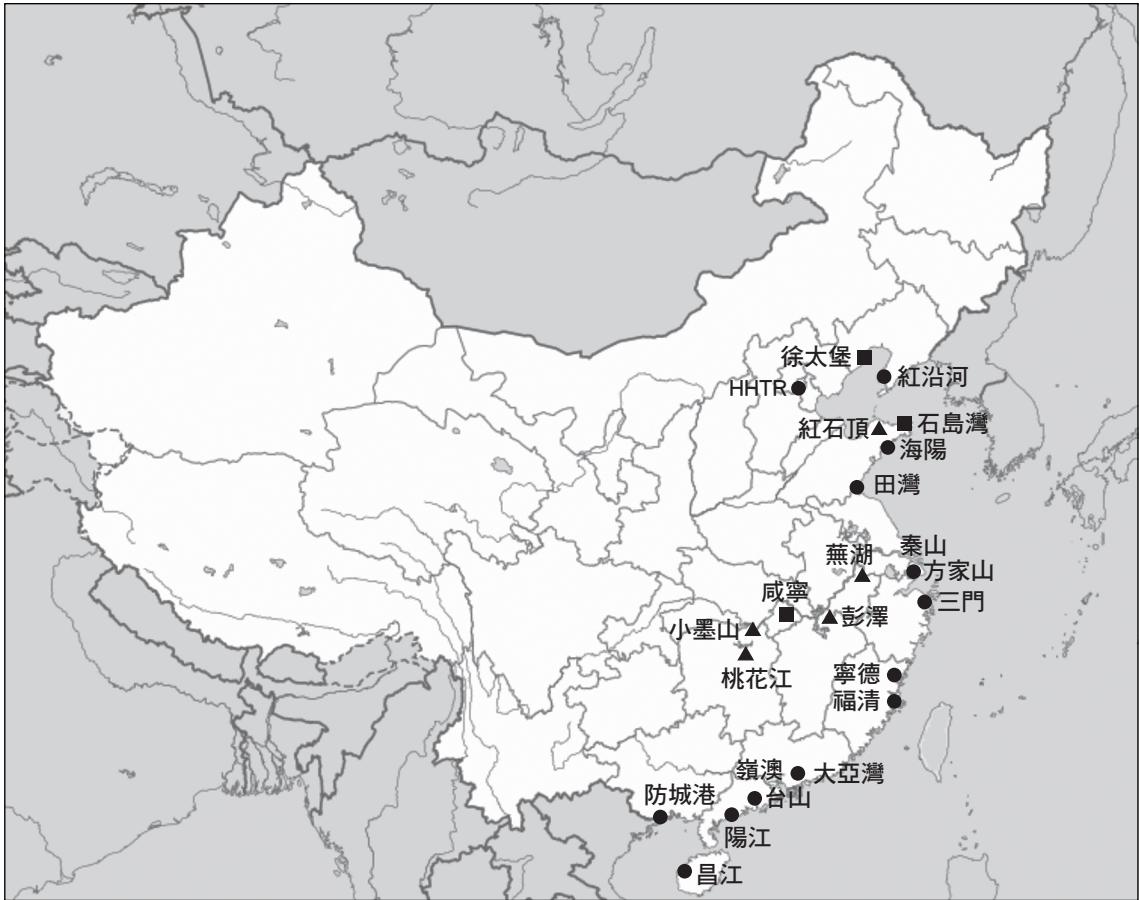 徐太堡
紅沿河
HHTR
石島灣
紅石頂
海陽
田灣
秦山
蕪湖
方家山
咸寧
三門
彭澤
小墨山
桃花江
寧德
福清
嶺澳
大亞灣
防城港
台山
陽江
昌江